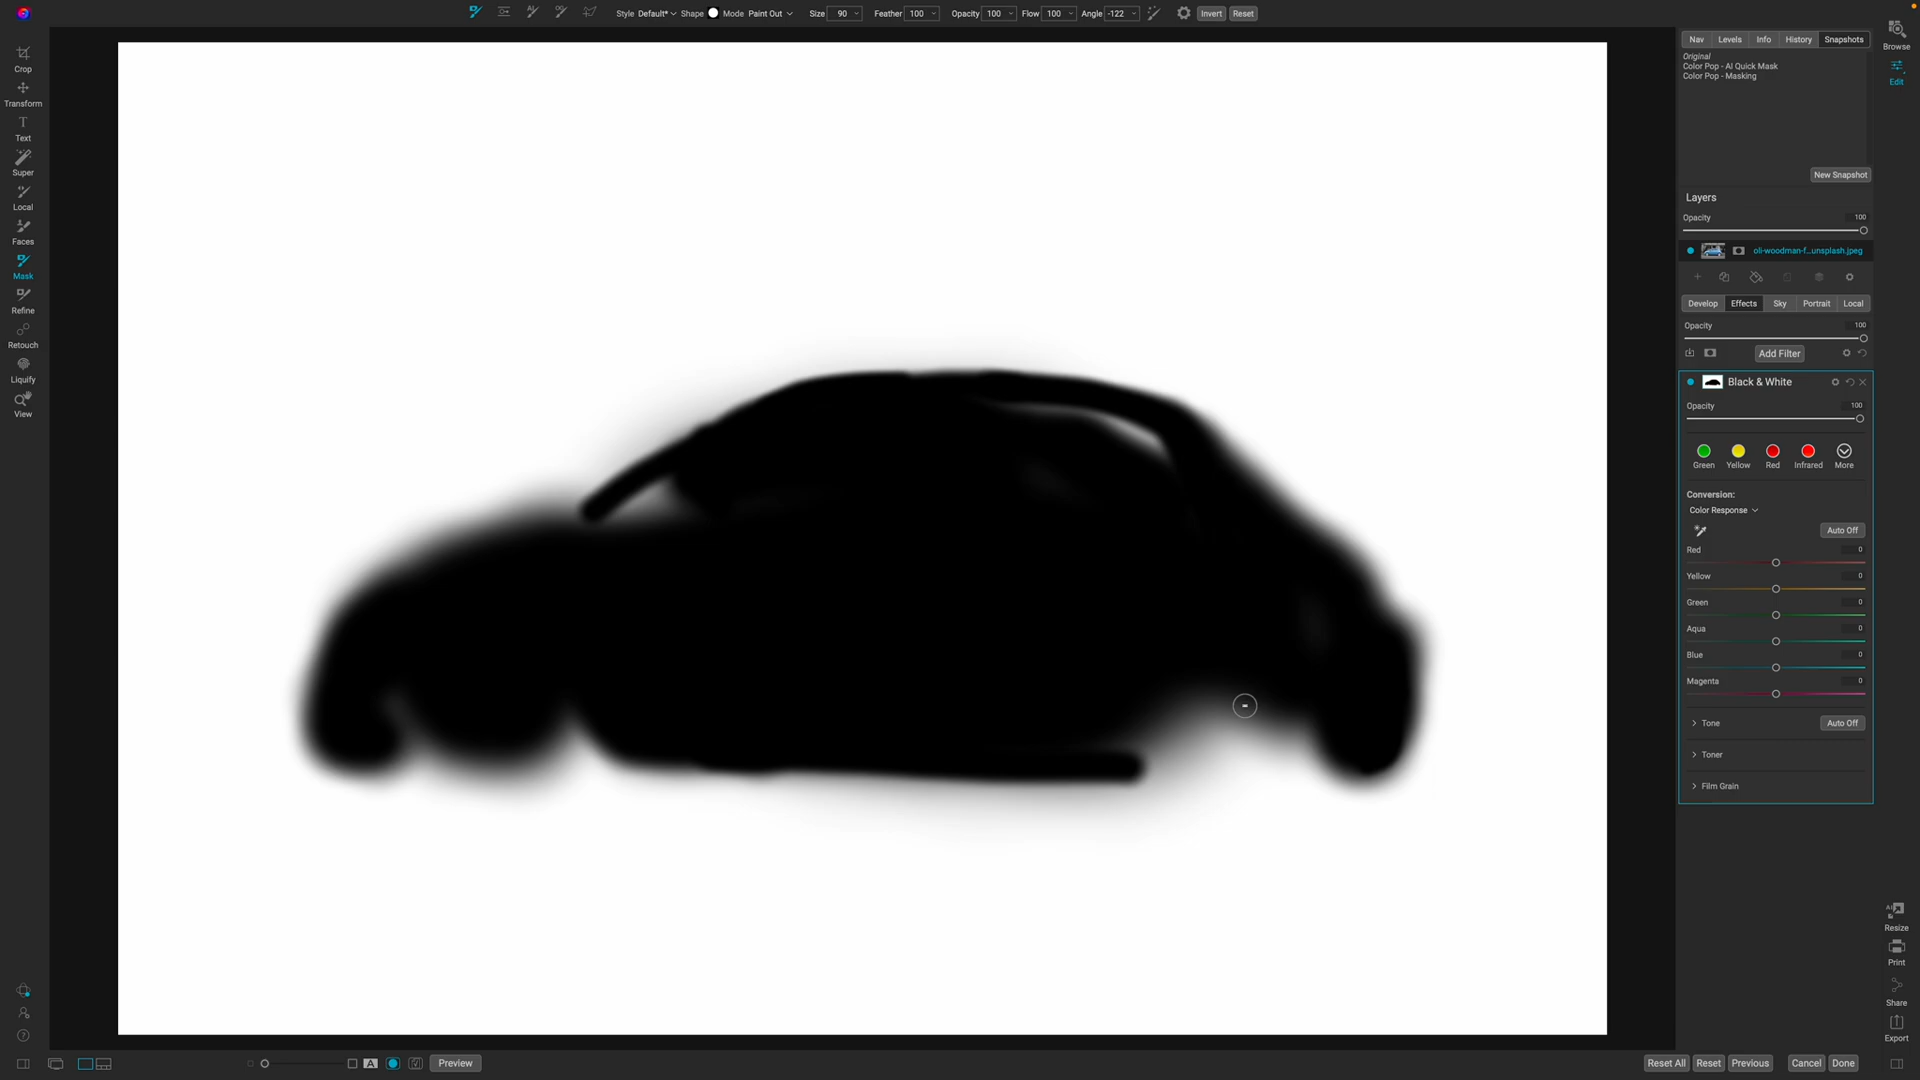 Style Default* Shape Mode Paint Out Size 90 Feather 100 Opacity 100 Flow 100 Angle -122 Invert Reset
Crop
Transform
Text
Super
Local
Faces
Mask
Refine
Retouch
Liquify
View
Nav Levels Info History Snapshots
Original
Color Pop - AI Quick Mask
Color Pop - Masking
New Snapshot
Layers
Opacity 100
oli-woodman-f...unsplash.jpeg
Develop Effects Sky Portrait Local
Opacity 100
Add Filter
Black & White
Opacity 100
Green Yellow Red Infrared More
Conversion:
Color Response
Auto Off
Red 0
Yellow 0
Green 0
Aqua 0
Blue 0
Magenta 0
Tone Auto Off
Toner
Film Grain
Browse
Edit
Resize
Print
Share
Export
A Preview
Reset All Reset Previous Cancel Done